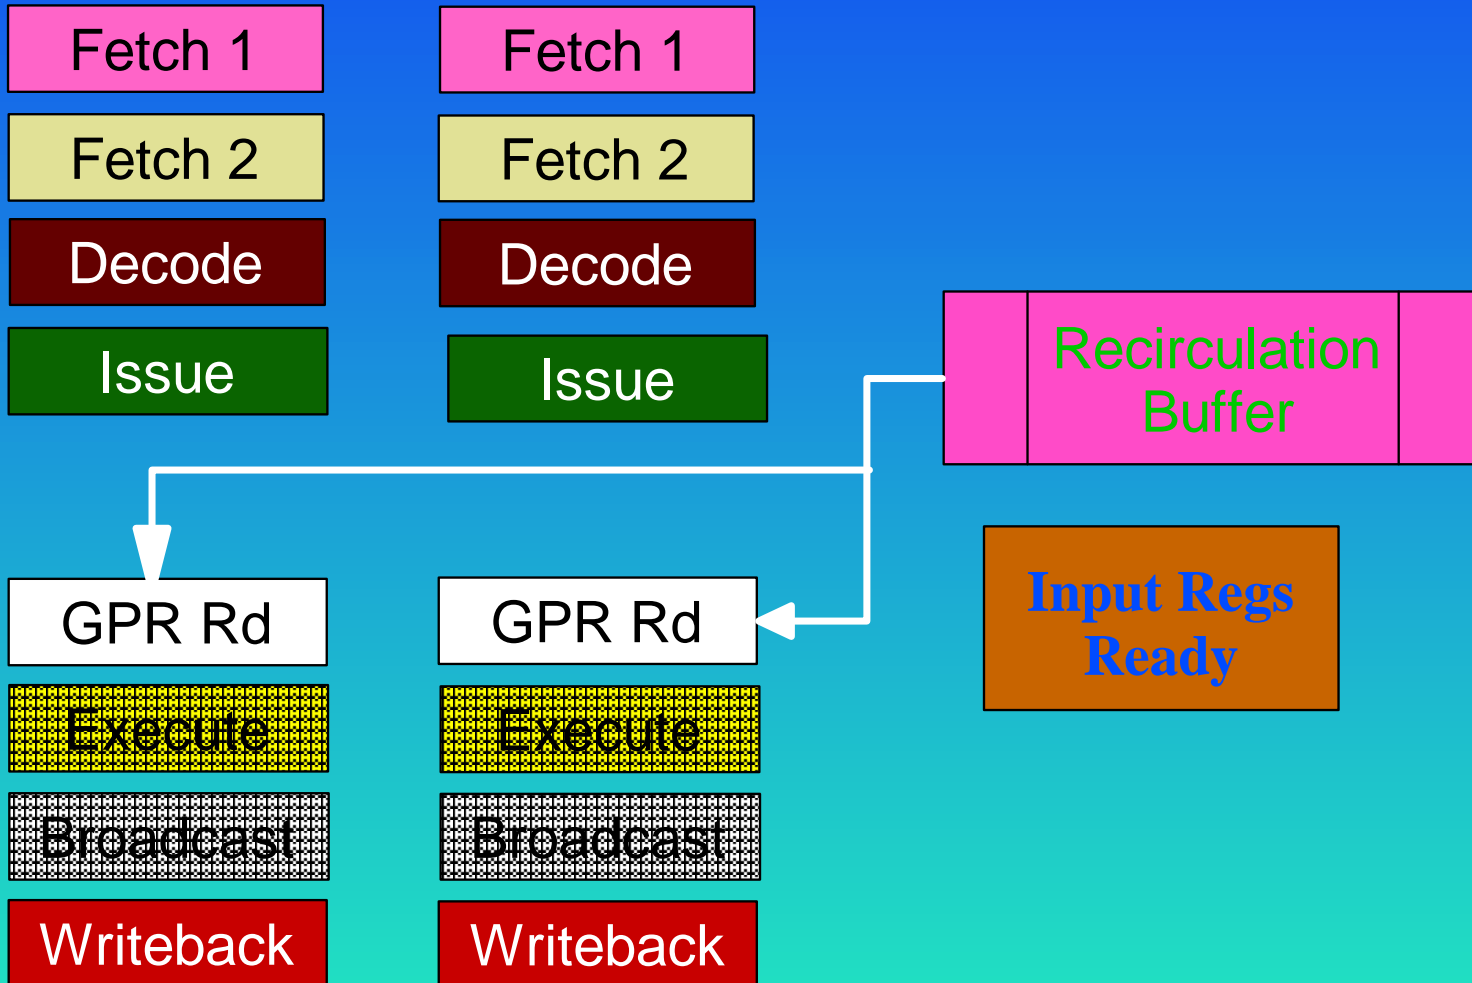 Fetch 1
Fetch 2
Decode
Issue
GPR Rd
Execute
Broadcast
Writeback
Fetch 1
Fetch 2
Decode
Issue
GPR Rd
Execute
Broadcast
Writeback
Recirculation
Buffer
Input Regs
Ready